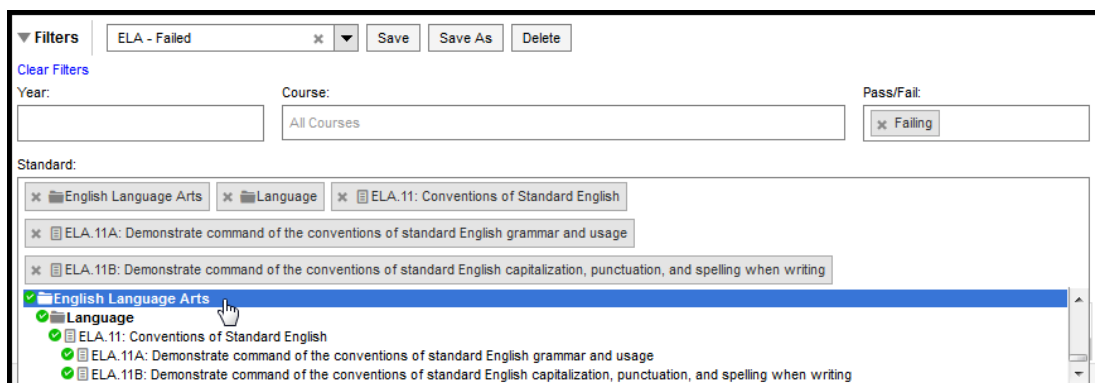 Filters ELA - Failed Save Save As Delete
Clear Filters
Year: Course: Pass/Fail:
All Courses Failing
Standard:
English Language Arts Language ELA.11: Conventions of Standard English
ELA.11A: Demonstrate command of the conventions of standard English grammar and usage
ELA.11B: Demonstrate command of the conventions of standard English capitalization, punctuation, and spelling when writing
English Language Arts
Language
ELA.11: Conventions of Standard English
ELA.11A: Demonstrate command of the conventions of standard English grammar and usage
ELA.11B: Demonstrate command of the conventions of standard English capitalization, punctuation, and spelling when writing